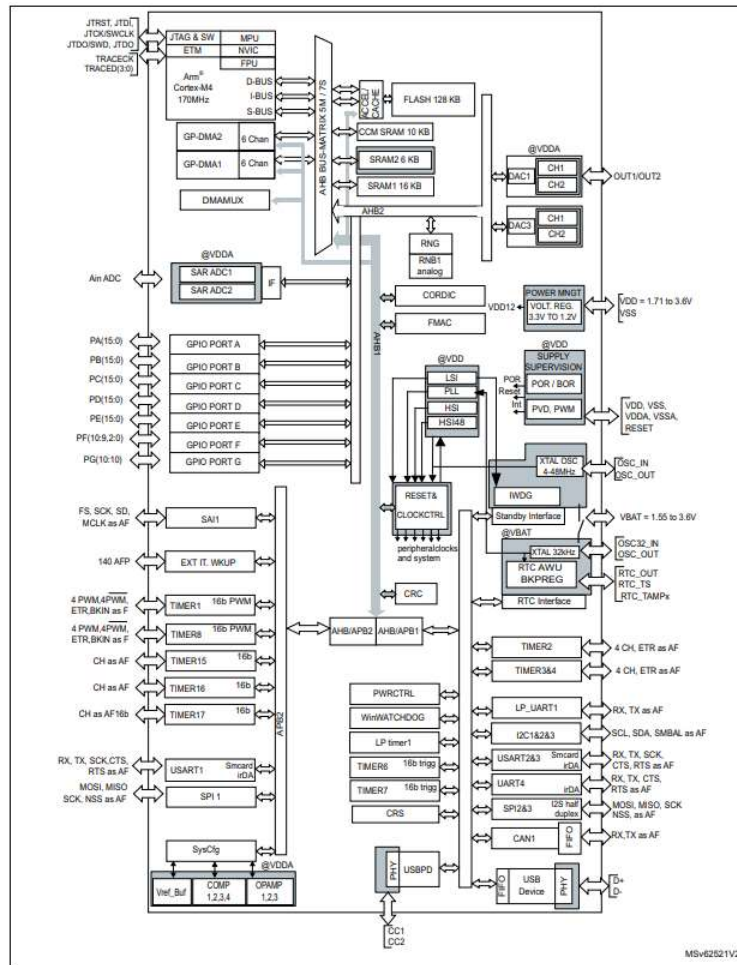 JTRST, JTDI,
JTCK/SWCLK
JTDO/SWD, JTDO
TRACECK
TRACED(3:0)
JTAG & SW
MPU
ETM
NVIC
FPU
Arm®
Cortex-M4
170MHz
D-BUS
I-BUS
S-BUS
GP-DMA2
6 Chan
GP-DMA1
6 Chan
DMAMUX
AHB BUS-MATRIX 5M / 7S
ACCEL/
CACHE
FLASH 128 KB
CCM SRAM 10 KB
SRAM2 6 KB
SRAM1 16 KB
AHB2
RNG
RNB1
analog
@VDDA
DAC1
CH1
CH2
OUT1/OUT2
DAC3
CH1
CH2
Ain ADC
@VDDA
SAR ADC1
SAR ADC2
IF
CORDIC
FMAC
AHB1
POWER MNGT
VDD12
VOLT. REG.
3.3V TO 1.2V
VDD = 1.71 to 3.6V
VSS
PA(15:0)
GPIO PORT A
PB(15:0)
GPIO PORT B
PC(15:0)
GPIO PORT C
PD(15:0)
GPIO PORT D
PE(15:0)
GPIO PORT E
PF(10:9,2:0)
GPIO PORT F
PG(10:10)
GPIO PORT G
@VDD
LSI
PLL
HSI
HSI48
@VDD
SUPPLY
SUPERVISION
POR
Reset
Int
POR / BOR
PVD, PWM
VDD, VSS,
VDDA, VSSA,
RESET
XTAL OSC
4-48MHz
OSC_IN
OSC_OUT
IWDG
Standby Interface
RESET&
CLOCKCTRL
peripheralclocks
and system
VBAT = 1.55 to 3.6V
@VBAT
XTAL 32kHz
OSC32_IN
OSC_OUT
RTC AWU
BKPREG
RTC_OUT
RTC_TS
RTC_TAMPx
RTC Interface
FS, SCK, SD,
MCLK as AF
SAI1
140 AFP
EXT IT. WKUP
4 PWM,4PWM,
ETR,BKIN as F
TIMER1
16b PWM
4 PWM,4PWM,
ETR,BKIN as F
TIMER8
16b PWM
CH as AF
TIMER15
16b
CH as AF
TIMER16
16b
CH as AF16b
TIMER17
16b
APB2
RX, TX, SCK,CTS,
RTS as AF
USART1
Smcard
irDA
MOSI, MISO
SCK, NSS as AF
SPI 1
SysCfg
@VDDA
Vref_Buf
COMP
1,2,3,4
OPAMP
1,2,3
CRC
AHB/APB2
AHB/APB1
PWRCTRL
WinWATCHDOG
LP timer1
TIMER6
16b trigg
TIMER7
16b trigg
CRS
PHY
USBPD
CC1
CC2
TIMER2
4 CH, ETR as AF
TIMER3&4
4 CH, ETR as AF
LP_UART1
RX, TX as AF
I2C1&2&3
SCL, SDA, SMBAL as AF
USART2&3
Smcard
irDA
RX, TX, SCK,
CTS, RTS as AF
UART4
irDA
RX, TX, CTS,
RTS as AF
SPI2&3
I2S half
duplex
MOSI, MISO, SCK
NSS, as AF
CAN1
FIFO
RX,TX as AF
FIFO
USB
Device
PHY
D+
D-
MSv62521V2